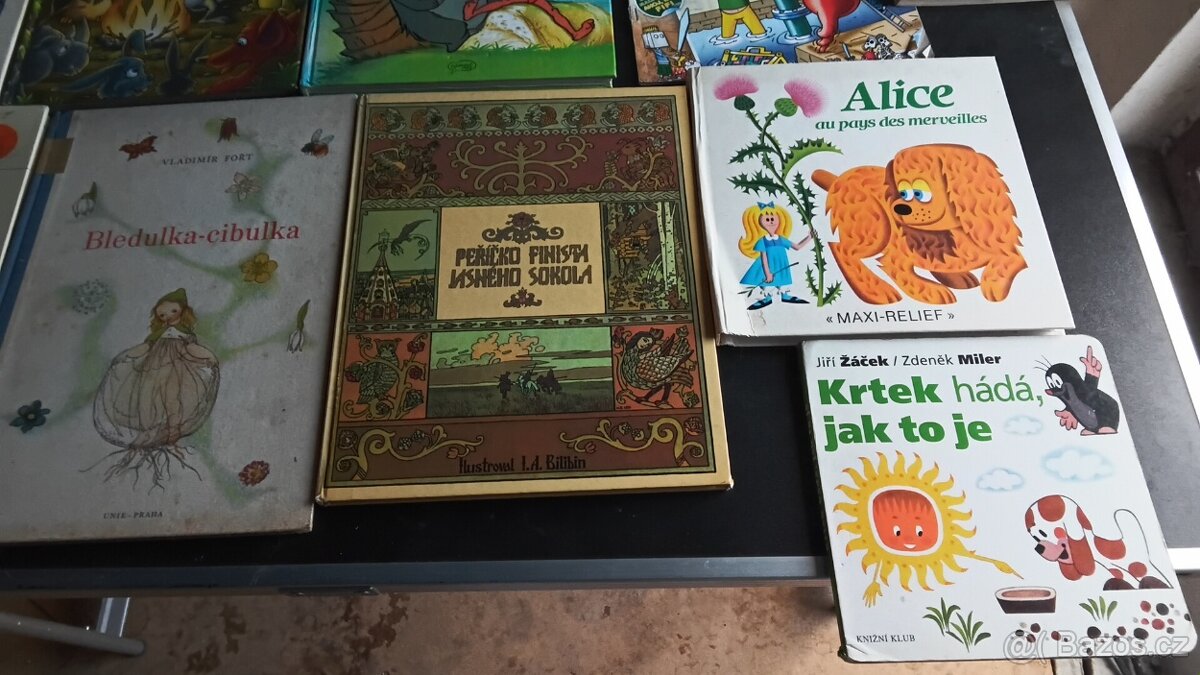 VLADIMÍR FOŘT
Bledulka-cibulka
UNIE-PRAHA
PEŘÍČKO FINISTA
JASNÉHO SOKOLA
Ilustroval I. A. Bilibin
Alice
au pays des merveilles
« MAXI-RELIEF »
Jiří Žáček / Zdeněk Miler
Krtek hádá,
jak to je
KNIŽNÍ KLUB
Bazos.cz